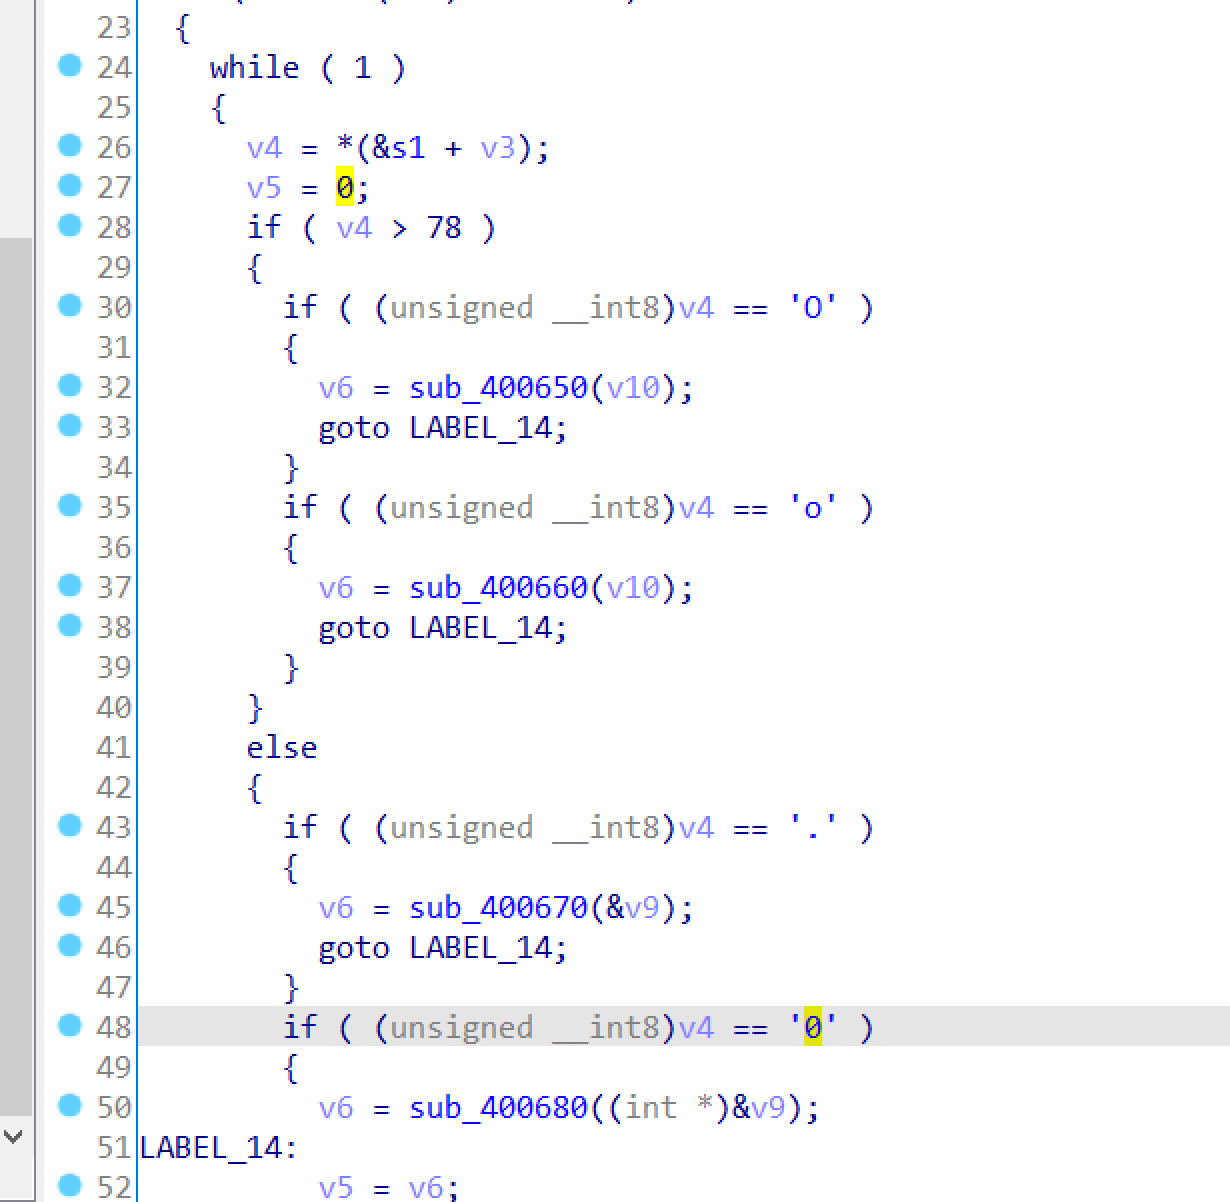 23 {
24 while ( 1 )
25 {
26 v4 = *(&s1 + v3);
27 v5 = 0;
28 if ( v4 > 78 )
29 {
30 if ( (unsigned __int8)v4 == 'O' )
31 {
32 v6 = sub_400650(v10);
33 goto LABEL_14;
34 }
35 if ( (unsigned __int8)v4 == 'o' )
36 {
37 v6 = sub_400660(v10);
38 goto LABEL_14;
39 }
40 }
41 else
42 {
43 if ( (unsigned __int8)v4 == '.' )
44 {
45 v6 = sub_400670(&v9);
46 goto LABEL_14;
47 }
48 if ( (unsigned __int8)v4 == '0' )
49 {
50 v6 = sub_400680((int *)&v9);
51 LABEL_14:
52 v5 = v6;